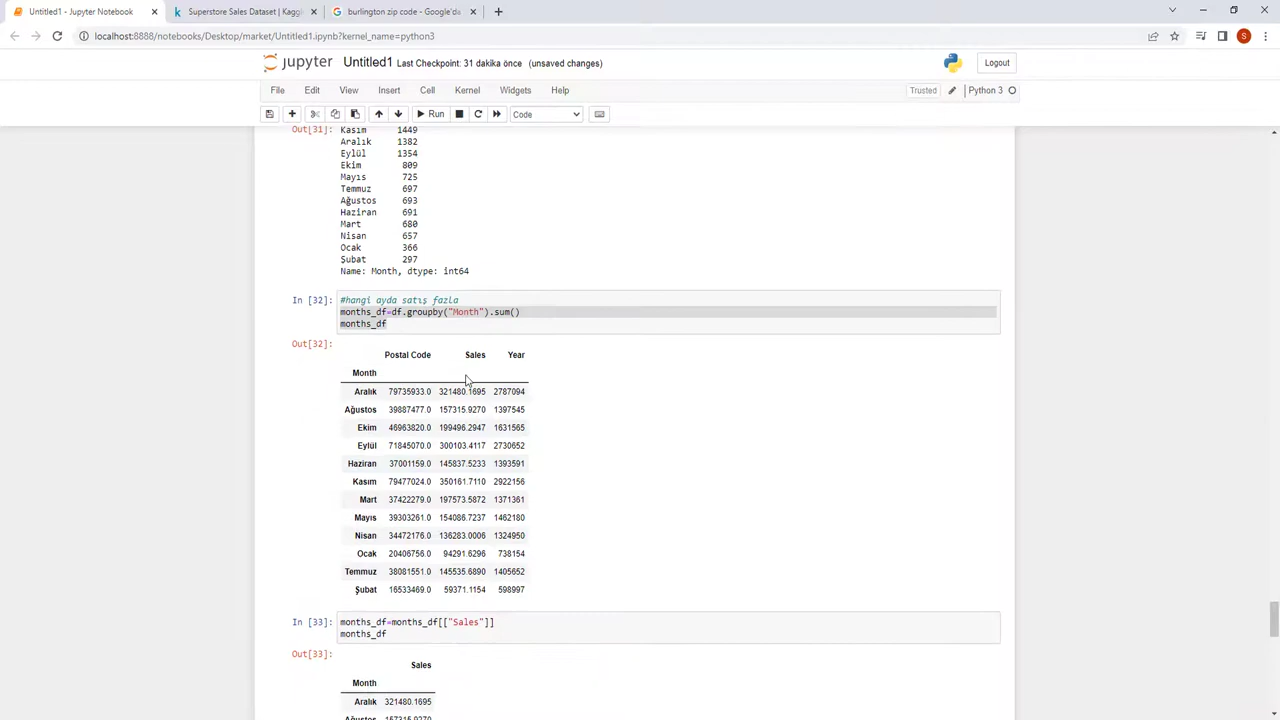 Untitled1 - Jupyter Notebook
Superstore Sales Dataset | Kaggl
burlington zip code - Google'da
localhost:8888/notebooks/Desktop/market/Untitled1.ipynb?kernel_name=python3
S
jupyter Untitled1 Last Checkpoint: 31 dakika önce (unsaved changes)
Logout
File Edit View Insert Cell Kernel Widgets Help
Trusted
Python 3
Run
Code
Out[31]:
Kasım 1449
Aralık 1382
Eylül 1354
Ekim 809
Mayıs 725
Temmuz 697
Ağustos 693
Haziran 691
Mart 680
Nisan 657
Ocak 366
Şubat 297
Name: Month, dtype: int64
In [32]:
#hangi ayda satış fazla
months_df=df.groupby("Month").sum()
months_df
Out[32]:
Postal Code Sales Year
Month
Aralık 79735933.0 321480.1695 2787094
Ağustos 39887477.0 157315.9270 1397545
Ekim 46963820.0 199496.2947 1631565
Eylül 71845070.0 300103.4117 2730652
Haziran 37001159.0 145837.5233 1393591
Kasım 79477024.0 350161.7110 2922156
Mart 37422279.0 197573.5872 1371361
Mayıs 39303261.0 154086.7237 1462180
Nisan 34472176.0 136283.0006 1324950
Ocak 20406756.0 94291.6296 738154
Temmuz 38081551.0 145535.6890 1405652
Şubat 16533469.0 59371.1154 598997
In [33]:
months_df=months_df[["Sales"]]
months_df
Out[33]:
Sales
Month
Aralık 321480.1695
Ağustos 157315.9270